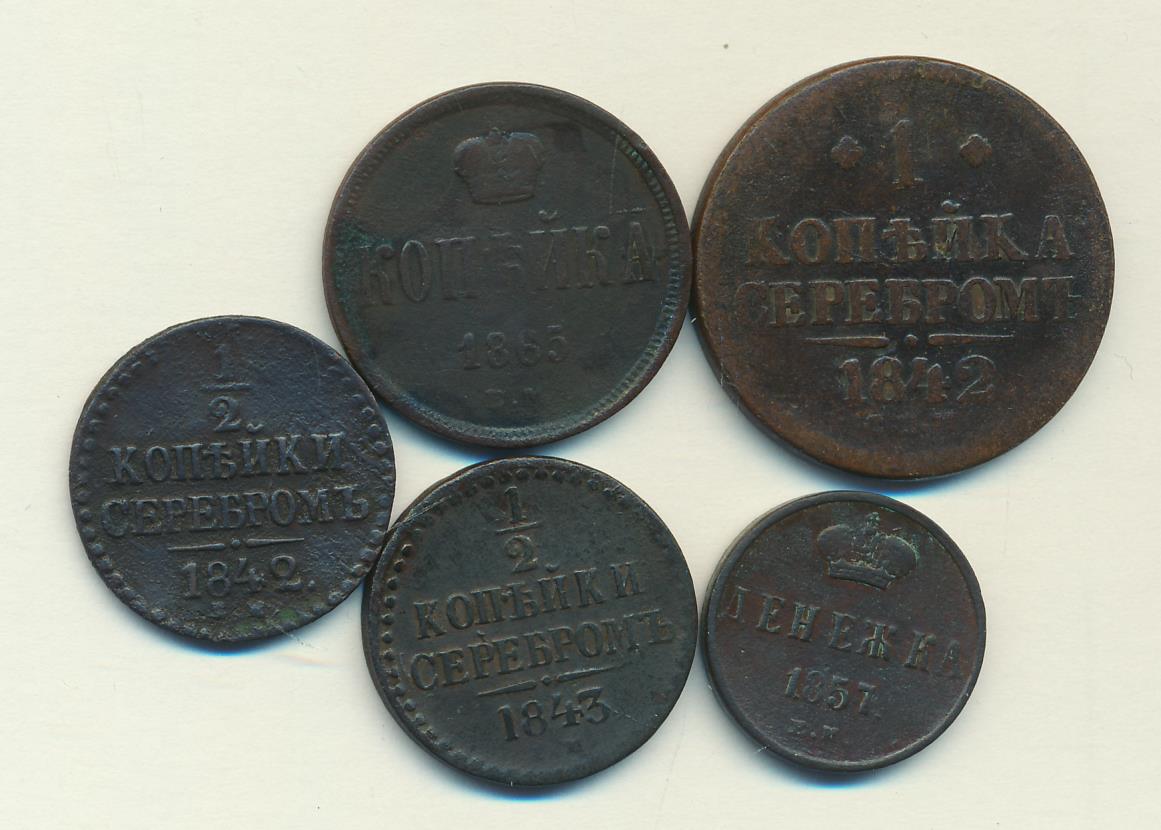 КОПѢЙКА
1865
1
КОПѢЙКА
СЕРЕБРОМЪ
1842
1
2
КОПѢЙКИ
СЕРЕБРОМЪ
1842.
1
2
КОПѢЙКИ
СЕРЕБРОМЪ
1843
ДЕНЕЖКА
1857.
Е.М